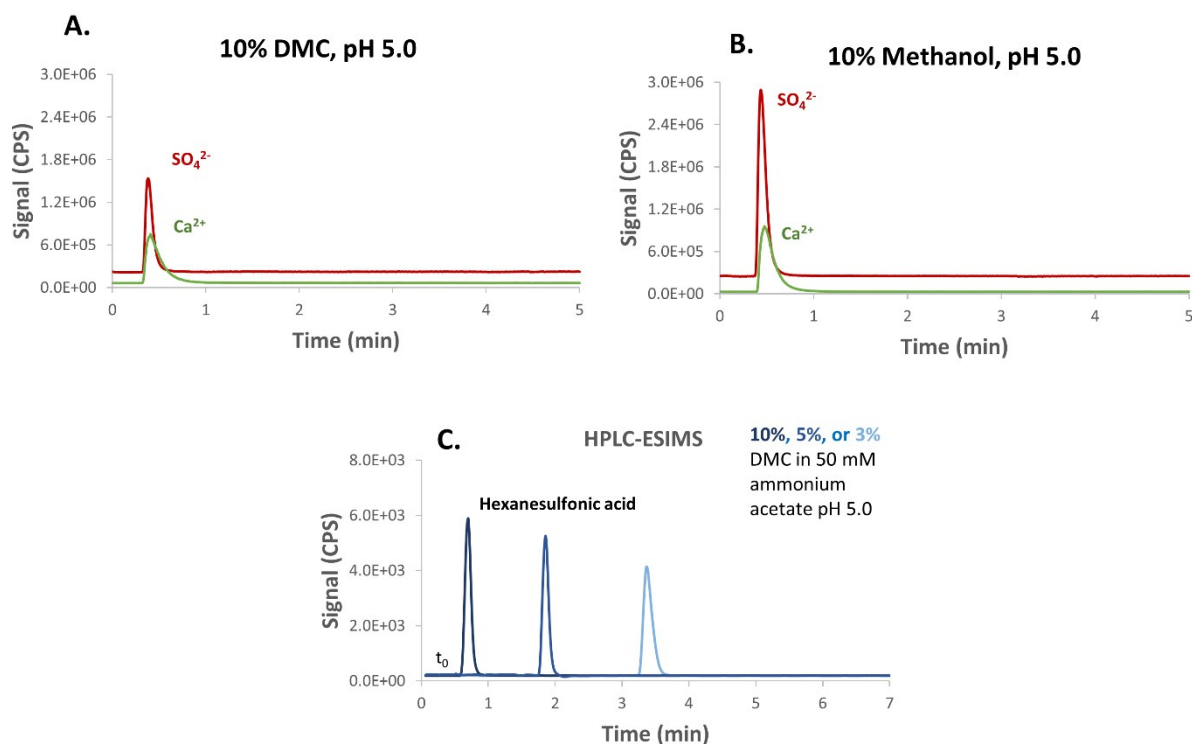 A.
10% DMC, pH 5.0
3.0E+06
2.4E+06
1.8E+06
1.2E+06
6.0E+05
0.0E+00
Signal (CPS)
SO₄²⁻
Ca²⁺
0 1 2 3 4 5
Time (min)
B.
10% Methanol, pH 5.0
3.0E+06
2.4E+06
1.8E+06
1.2E+06
6.0E+05
0.0E+00
Signal (CPS)
SO₄²⁻
Ca²⁺
0 1 2 3 4 5
Time (min)
C.
HPLC-ESIMS
10%, 5%, or 3%
DMC in 50 mM
ammonium
acetate pH 5.0
8.0E+03
6.0E+03
4.0E+03
2.0E+03
0.0E+00
Signal (CPS)
Hexanesulfonic acid
t₀
0 1 2 3 4 5 6 7
Time (min)